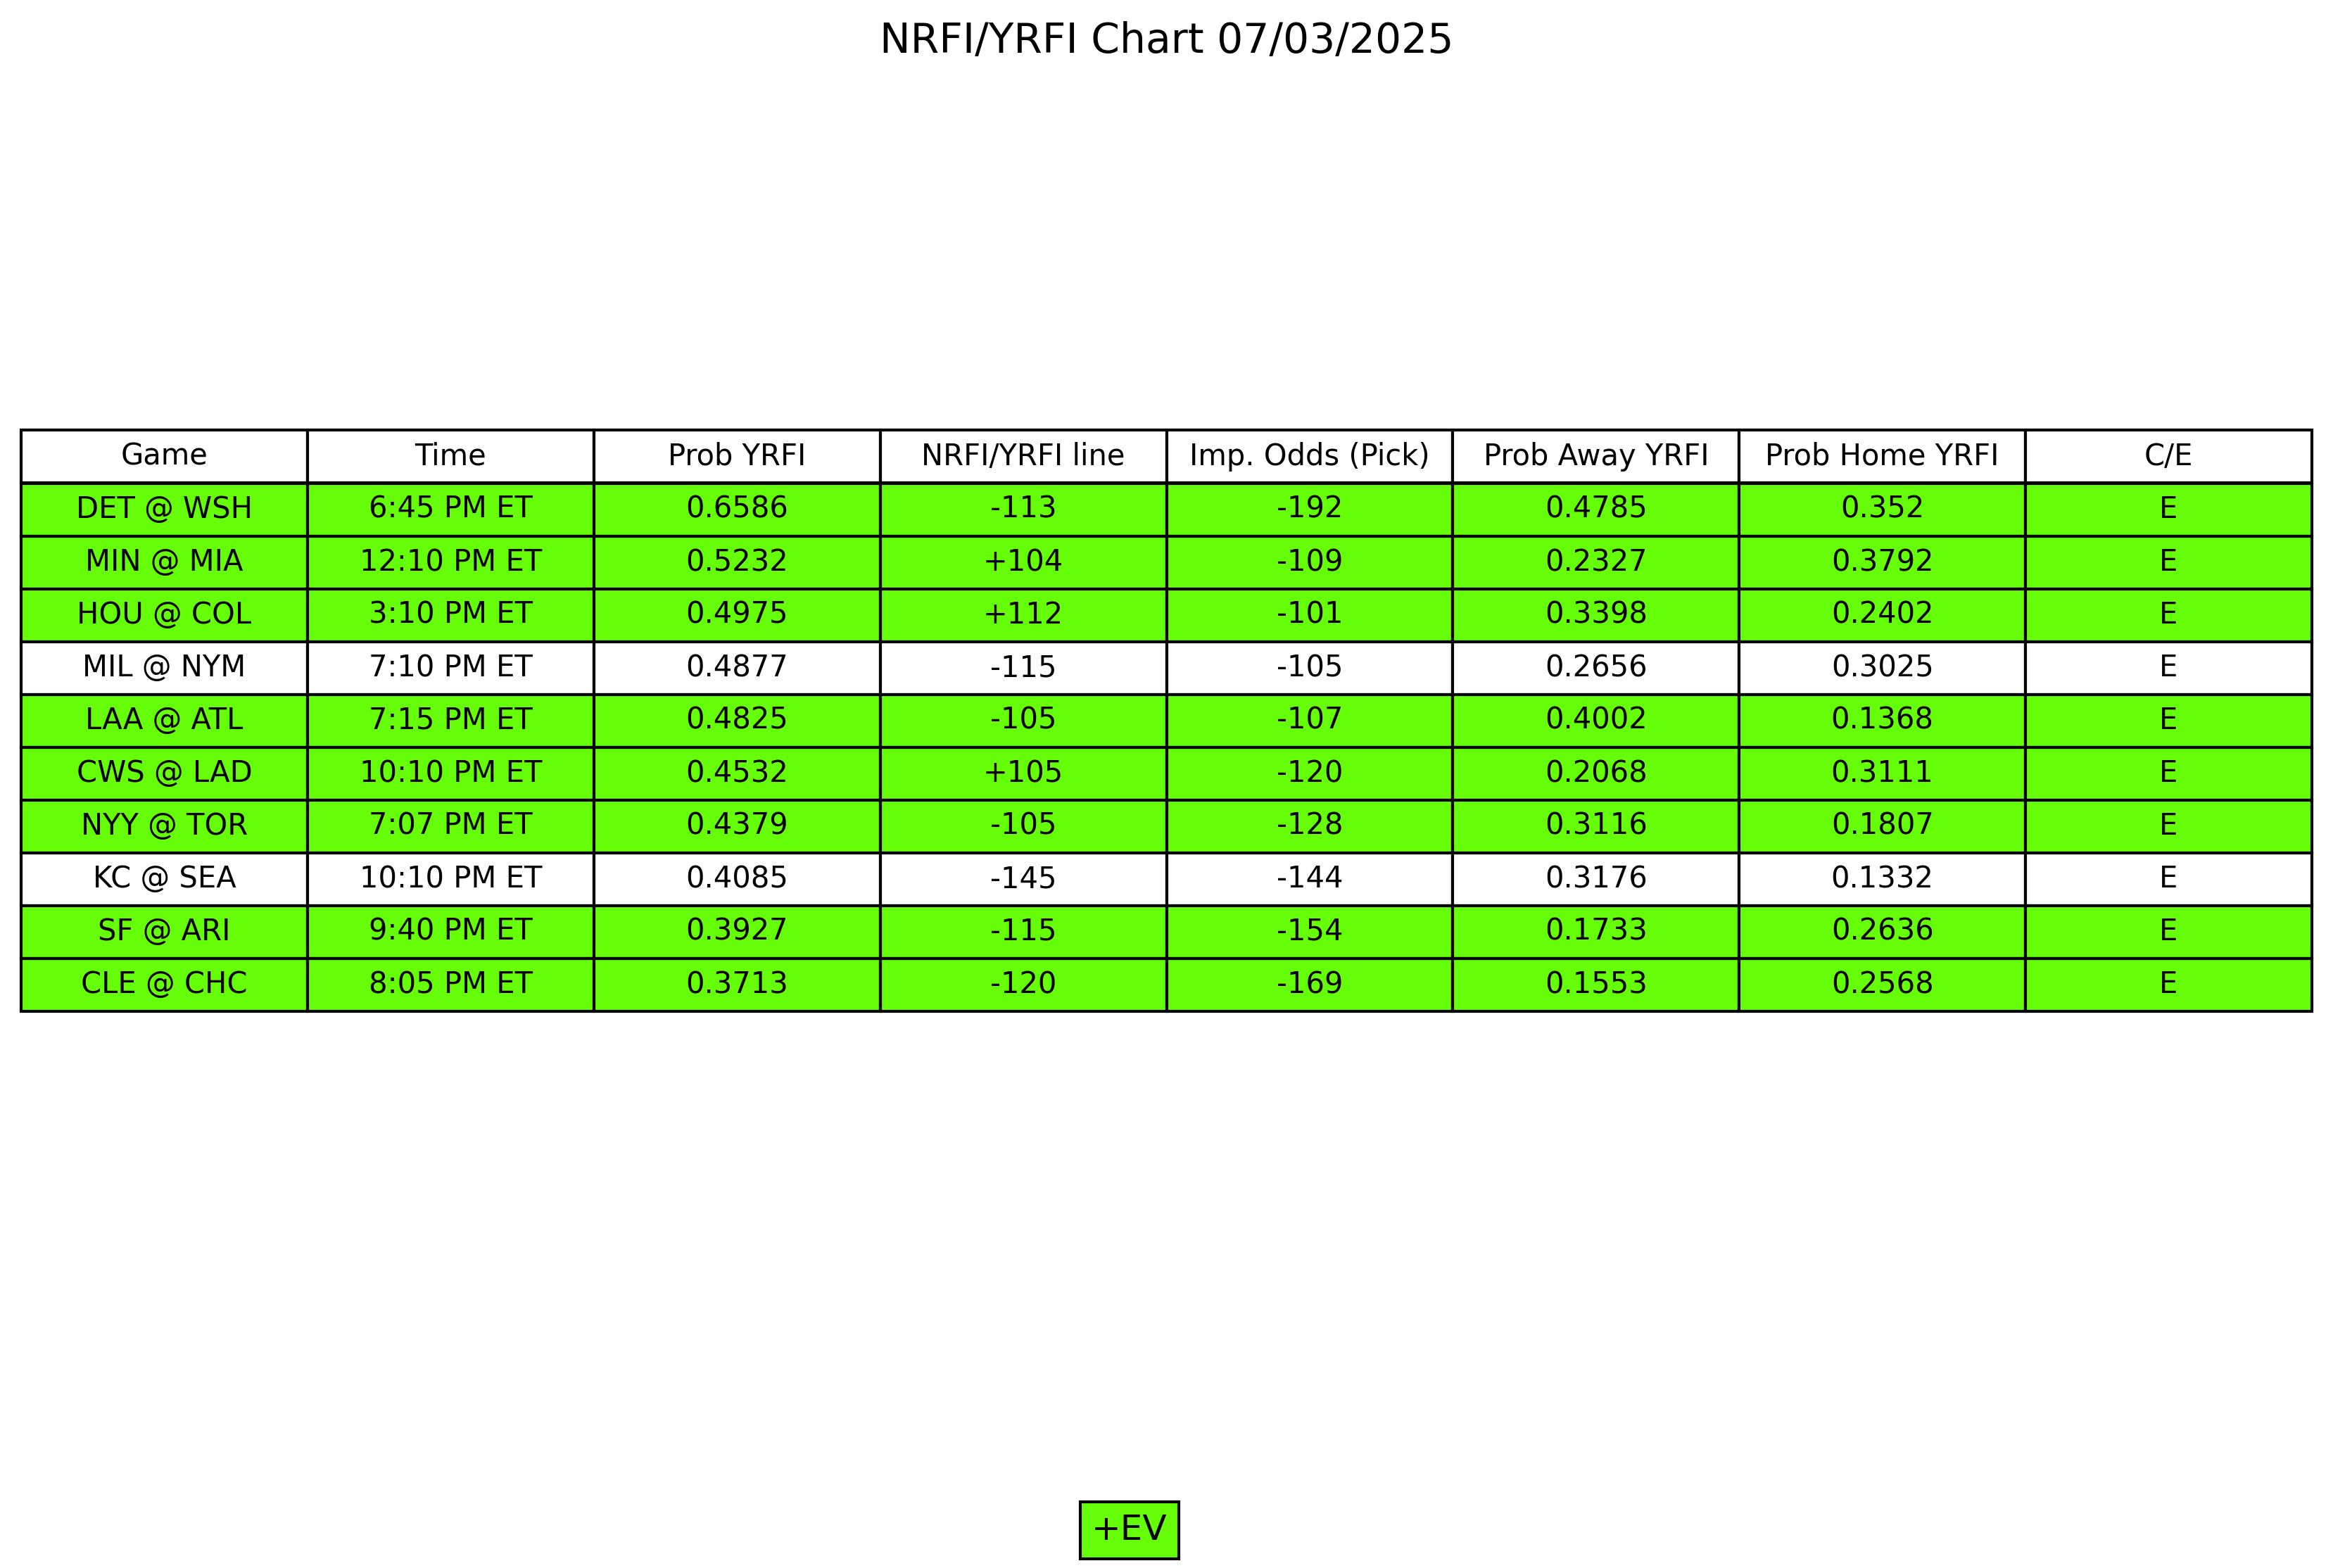 NRFI/YRFI Chart 07/03/2025
Game Time Prob YRFI NRFI/YRFI line Imp. Odds (Pick) Prob Away YRFI Prob Home YRFI C/E
DET @ WSH 6:45 PM ET 0.6586 -113 -192 0.4785 0.352 E
MIN @ MIA 12:10 PM ET 0.5232 +104 -109 0.2327 0.3792 E
HOU @ COL 3:10 PM ET 0.4975 +112 -101 0.3398 0.2402 E
MIL @ NYM 7:10 PM ET 0.4877 -115 -105 0.2656 0.3025 E
LAA @ ATL 7:15 PM ET 0.4825 -105 -107 0.4002 0.1368 E
CWS @ LAD 10:10 PM ET 0.4532 +105 -120 0.2068 0.3111 E
NYY @ TOR 7:07 PM ET 0.4379 -105 -128 0.3116 0.1807 E
KC @ SEA 10:10 PM ET 0.4085 -145 -144 0.3176 0.1332 E
SF @ ARI 9:40 PM ET 0.3927 -115 -154 0.1733 0.2636 E
CLE @ CHC 8:05 PM ET 0.3713 -120 -169 0.1553 0.2568 E
+EV